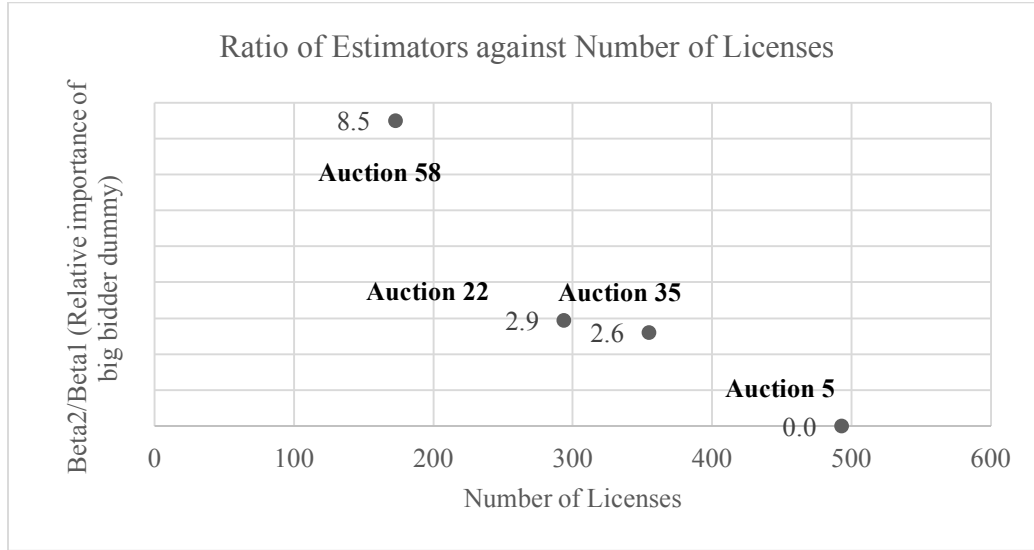 Ratio of Estimators against Number of Licenses
Beta2/Beta1 (Relative importance of
big bidder dummy)
8.5
Auction 58
Auction 22
Auction 35
2.9
2.6
Auction 5
0.0
0 100 200 300 400 500 600
Number of Licenses